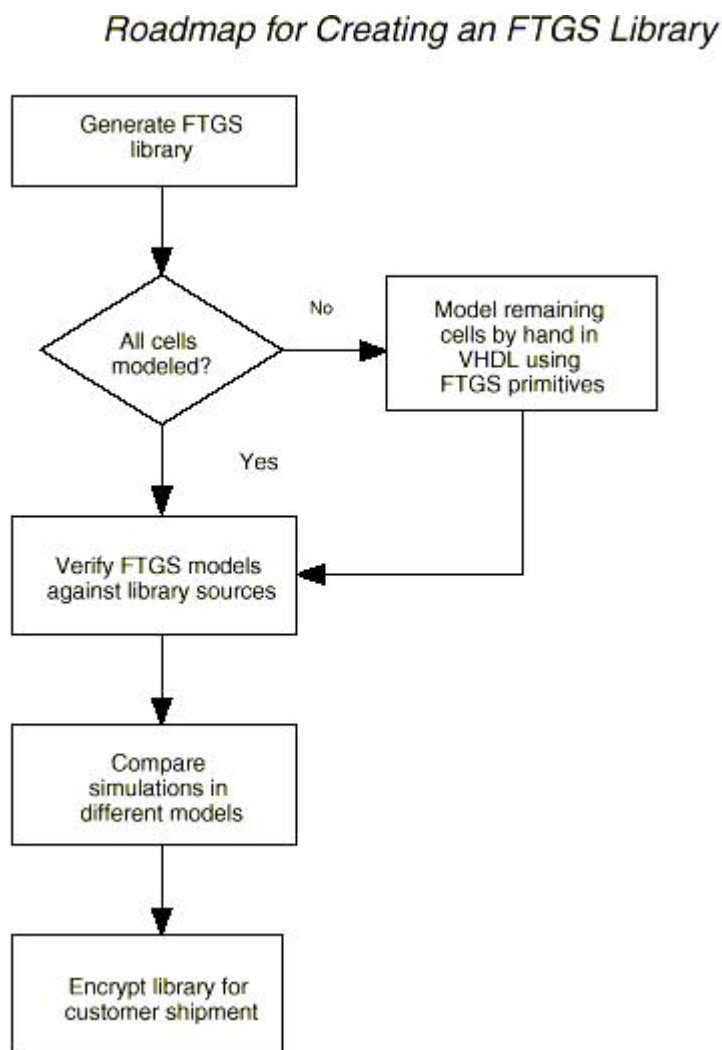 Roadmap for Creating an FTGS Library
Generate FTGS
library
All cells
modeled?
No
Model remaining
cells by hand in
VHDL using
FTGS primitives
Yes
Verify FTGS models
against library sources
Compare
simulations in
different models
Encrypt library for
customer shipment